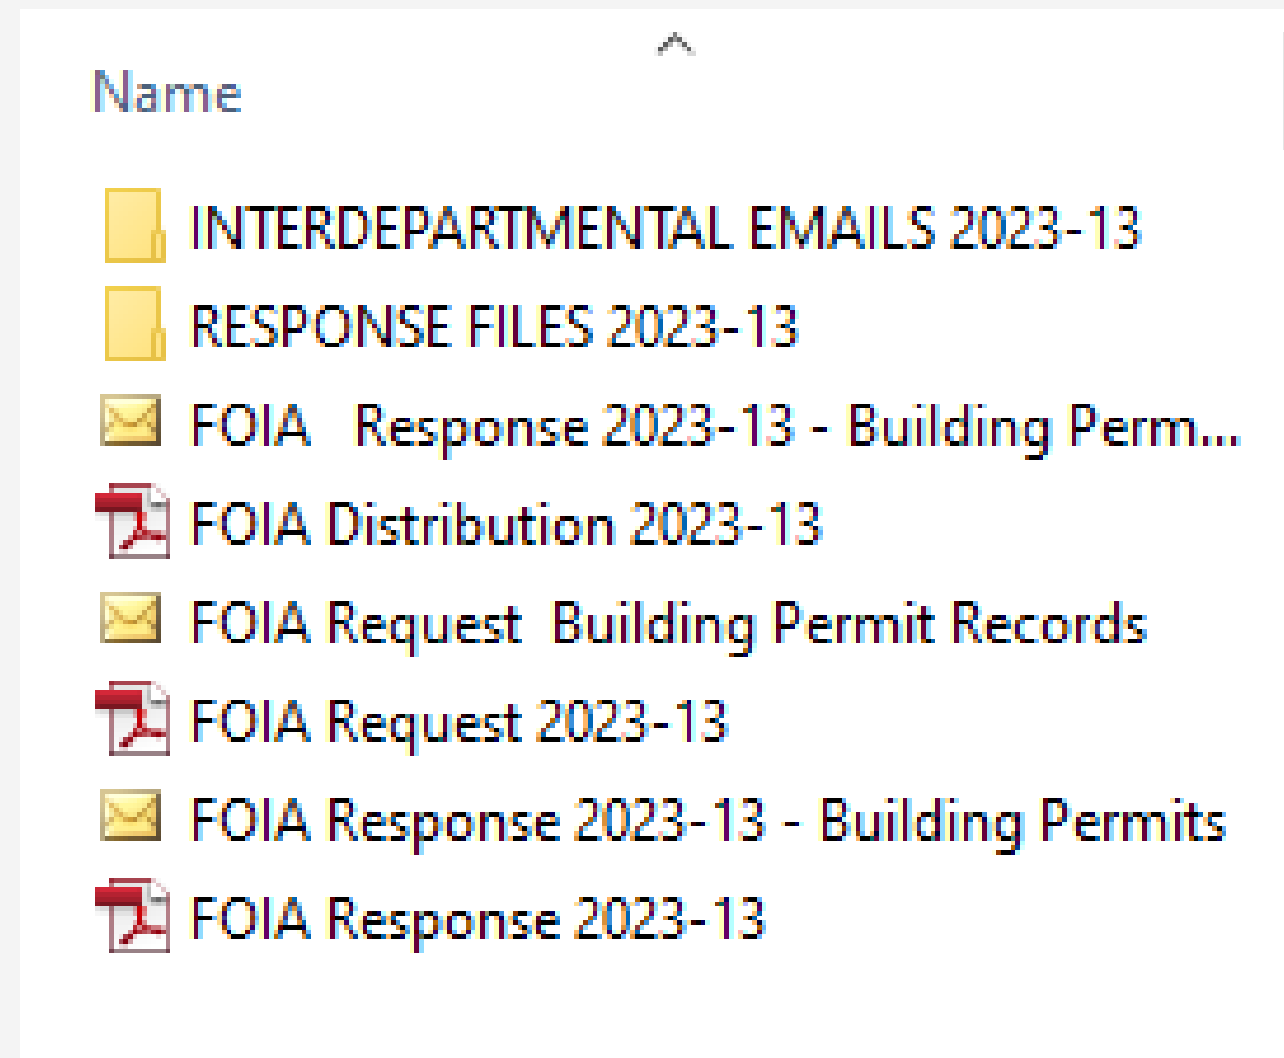 Name
INTERDEPARTMENTAL EMAILS 2023-13
RESPONSE FILES 2023-13
FOIA   Response 2023-13 - Building Perm...
FOIA Distribution 2023-13
FOIA Request  Building Permit Records
FOIA Request 2023-13
FOIA Response 2023-13 - Building Permits
FOIA Response 2023-13